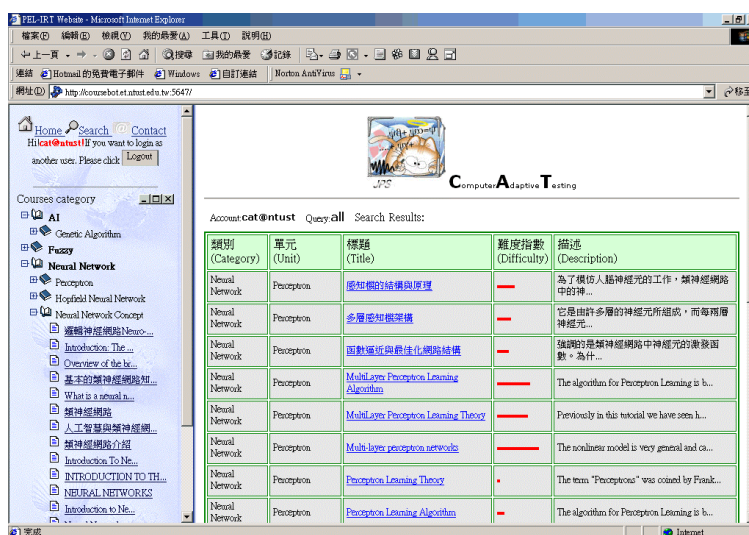 PEL-IRT Website - Microsoft Internet Explorer
檔案(F) 編輯(E) 檢視(V) 我的最愛(A) 工具(T) 說明(H)
上一頁 搜尋 我的最愛 記錄
連結 Hotmail 的免費電子郵件 Windows 自訂連結 Norton AntiVirus
網址(D) http://coursebot.et.ntust.edu.tw:5647/ 移至
Home Search Contact
Hi!cat@ntust!If you want to login as
another user. Please click Logout
Courses category
AI
Genetic Algorithm
Fuzzy
Neural Network
Perceptron
Hopfield Neural Network
Neural Network Concept
邏輯神經網路Neuro-...
Introduction: The ...
Overview of the br...
基本的類神經網路知...
What is a neural n...
類神經網路
人工智慧與類神經網...
類神經網路介紹
Introduction To Ne...
INTRODUCTION TO TH...
NEURAL NETWORKS
Introduction to Ne...
JPS
Computer Adaptive Testing
Account:cat@ntust Query:all Search Results:
類別 單元 標題 難度指數 描述
(Category) (Unit) (Title) (Difficulty) (Description)
Neural Network Perceptron 感知機的結構與原理 為了模仿人腦神經元的工作，類神經網路中的神...
Neural Network Perceptron 多層感知機架構 它是由許多層的神經元所組成，而每兩層神經元...
Neural Network Perceptron 函數逼近與最佳化網路結構 強調的是類神經網路中神經元的激發函數。為什...
Neural Network Perceptron MultiLayer Perceptron Learning Algorithm The algorithm for Perceptron Learning is b...
Neural Network Perceptron MultiLayer Perceptron Learning Theory Previously in this tutorial we have seen h...
Neural Network Perceptron Multi-layer perceptron networks The nonlinear model is very general and ca...
Neural Network Perceptron Perceptron Learning Theory The term "Perceptrons" was coined by Frank...
Neural Network Perceptron Perceptron Learning Algorithm The algorithm for Perceptron Learning is b...
完成 Internet